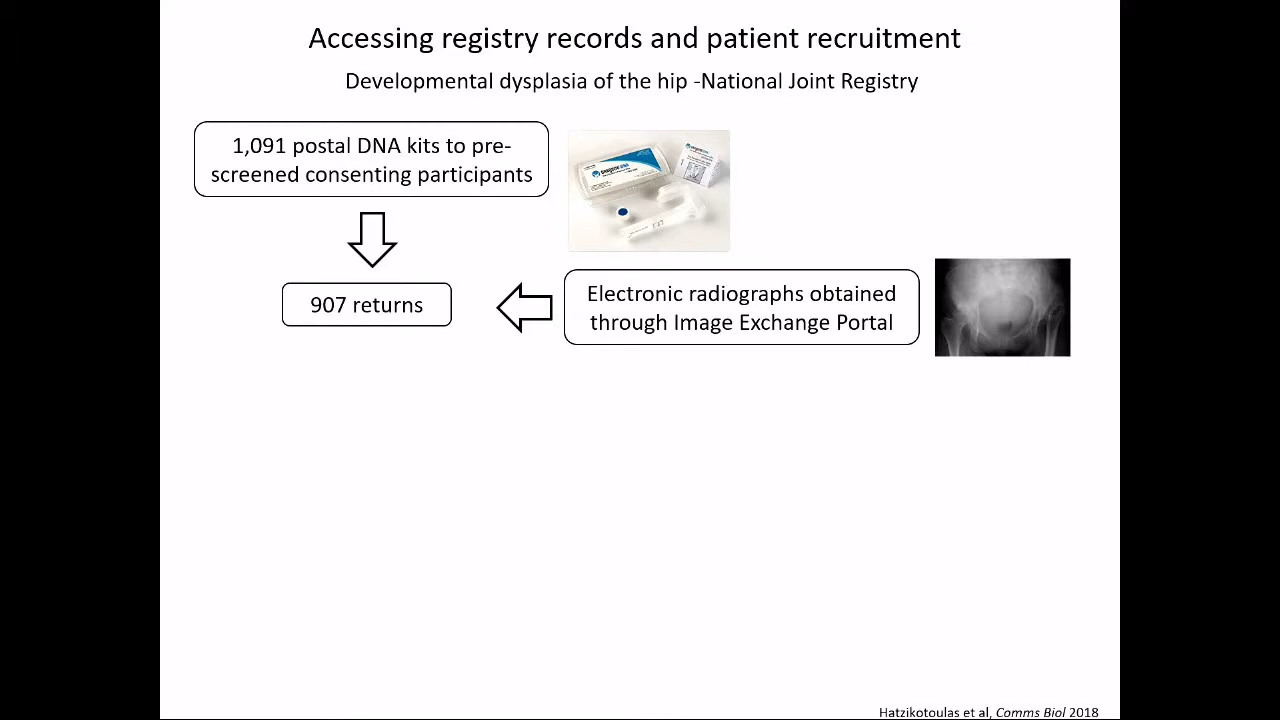 Accessing registry records and patient recruitment
Developmental dysplasia of the hip -National Joint Registry
1,091 postal DNA kits to pre-
screened consenting participants
907 returns
Electronic radiographs obtained
through Image Exchange Portal
Hatzikotoulas et al, Comms Biol 2018